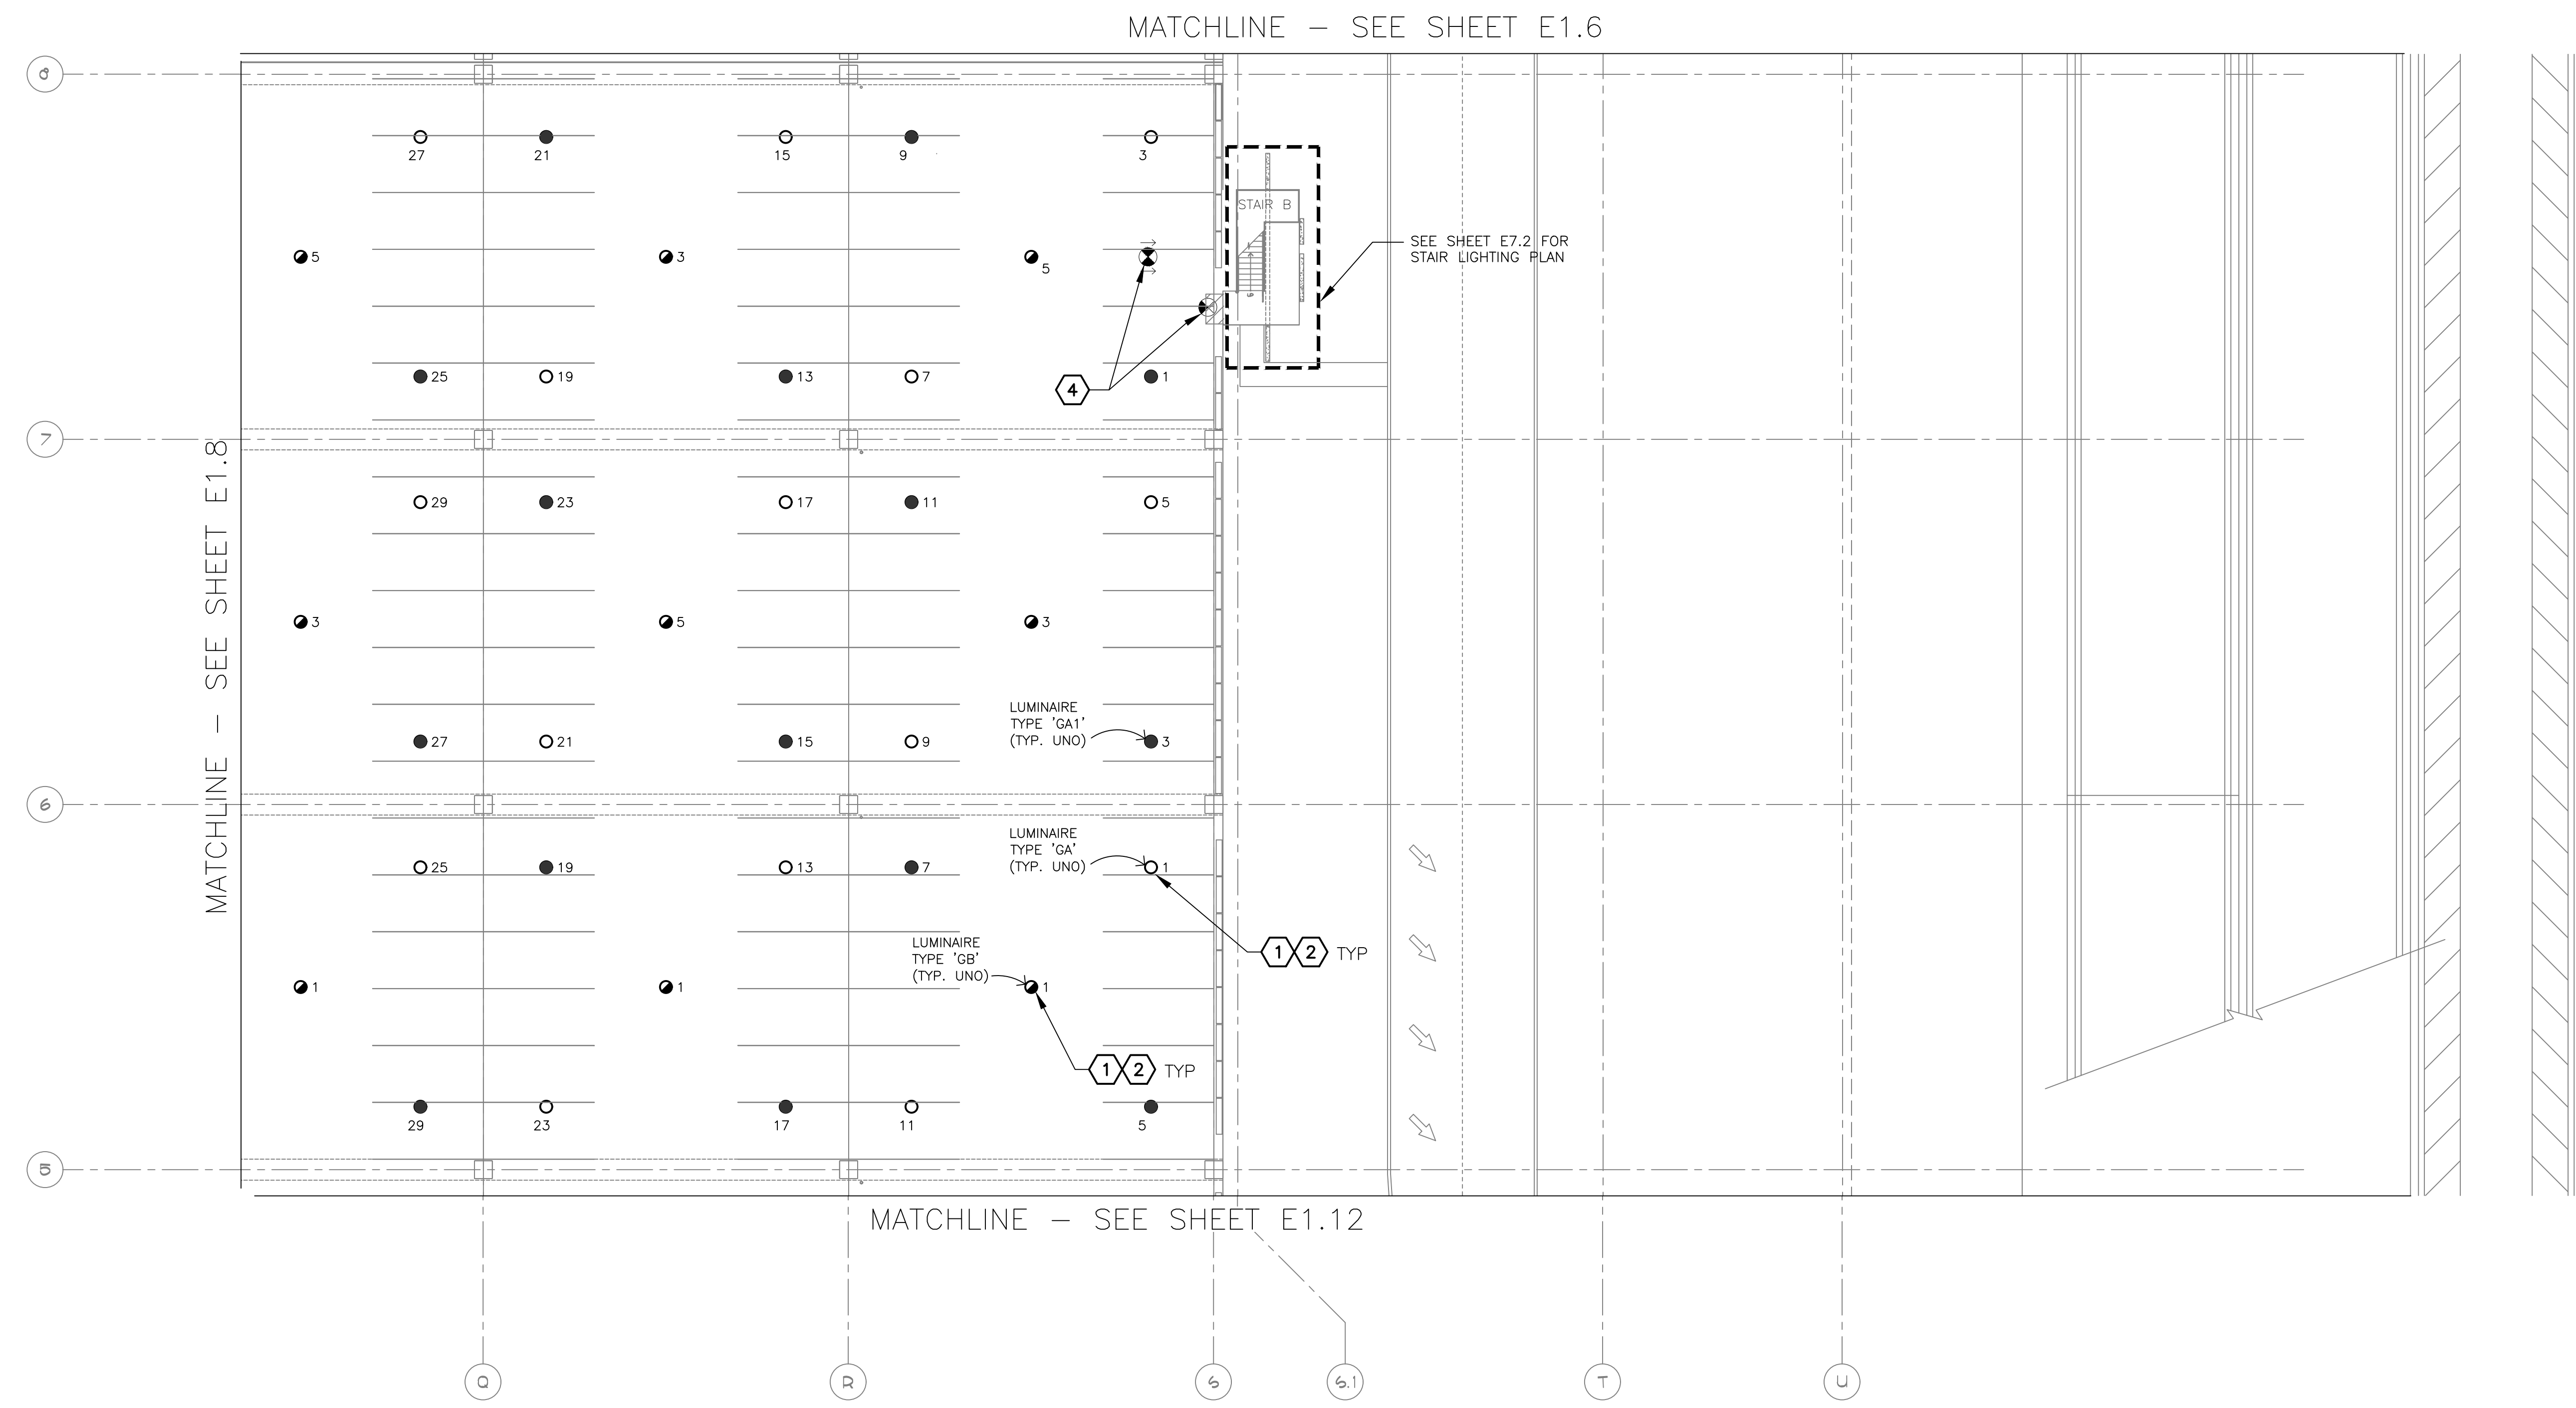 MATCHLINE – SEE SHEET E1.6
8
27
21
15
9
3
STAIR B
5
3
5
SEE SHEET E7.2 FOR
STAIR LIGHTING PLAN
25
19
13
7
1
4
7
MATCHLINE – SEE SHEET E1.8
29
23
17
11
5
3
5
3
LUMINAIRE
TYPE 'GA1'
(TYP. UNO)
27
21
15
9
3
6
LUMINAIRE
TYPE 'GA'
(TYP. UNO)
25
19
13
7
1
LUMINAIRE
TYPE 'GB'
(TYP. UNO)
1 2 TYP
1
1
1
1 2 TYP
29
23
17
11
5
5
MATCHLINE – SEE SHEET E1.12
Q
R
S
S.1
T
U